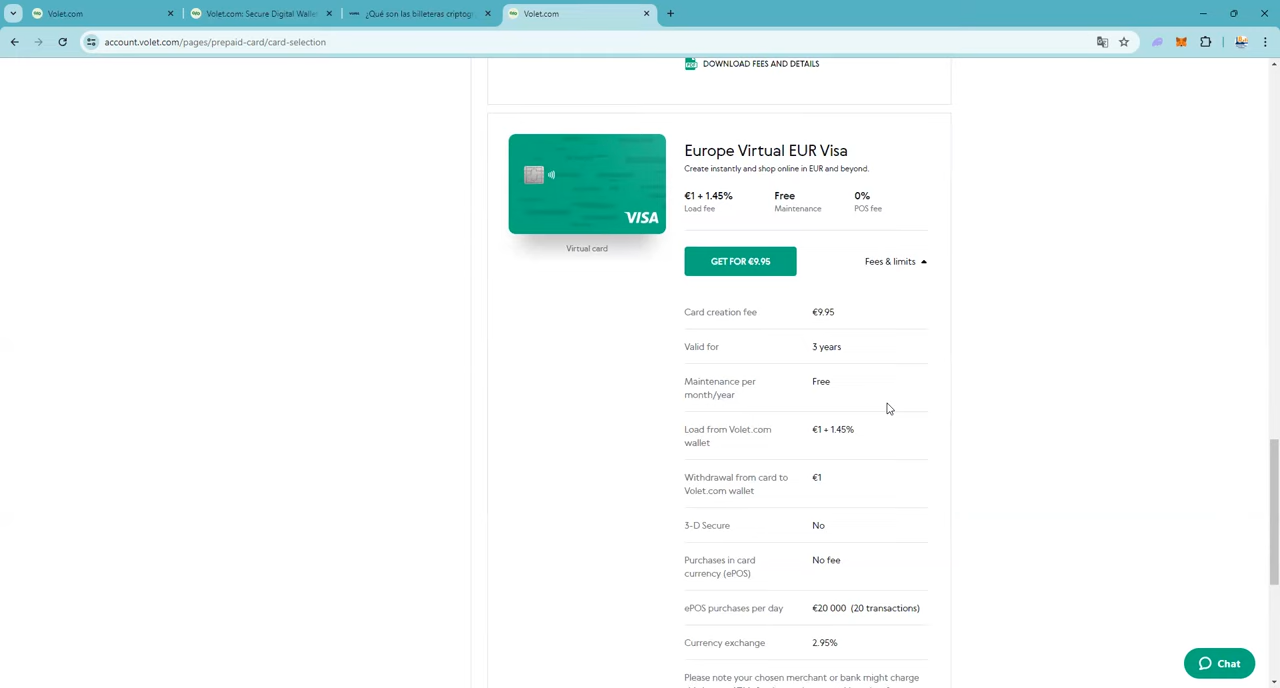 Volet.com
Volet.com: Secure Digital Wallet
¿Qué son las billeteras criptog
Volet.com
account.volet.com/pages/prepaid-card/card-selection
DOWNLOAD FEES AND DETAILS
VISA
Virtual card
Europe Virtual EUR Visa
Create instantly and shop online in EUR and beyond.
€1 + 1.45% Free 0%
Load fee Maintenance POS fee
GET FOR €9.95 Fees & limits
Card creation fee €9.95
Valid for 3 years
Maintenance per Free
month/year
Load from Volet.com €1 + 1.45%
wallet
Withdrawal from card to €1
Volet.com wallet
3-D Secure No
Purchases in card No fee
currency (ePOS)
ePOS purchases per day €20 000 (20 transactions)
Currency exchange 2.95%
Please note your chosen merchant or bank might charge
Chat